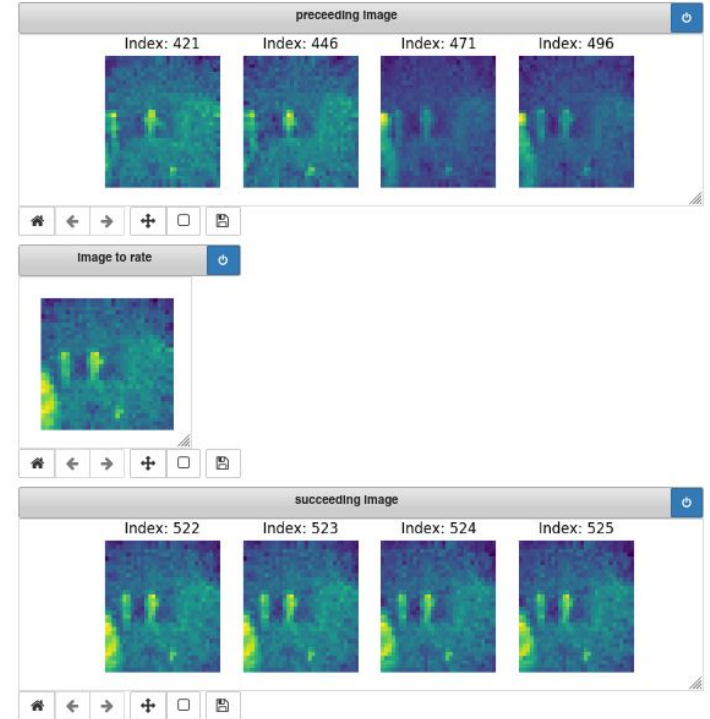 preceeding image
Index: 421 Index: 446 Index: 471 Index: 496
Image to rate
succeeding image
Index: 522 Index: 523 Index: 524 Index: 525